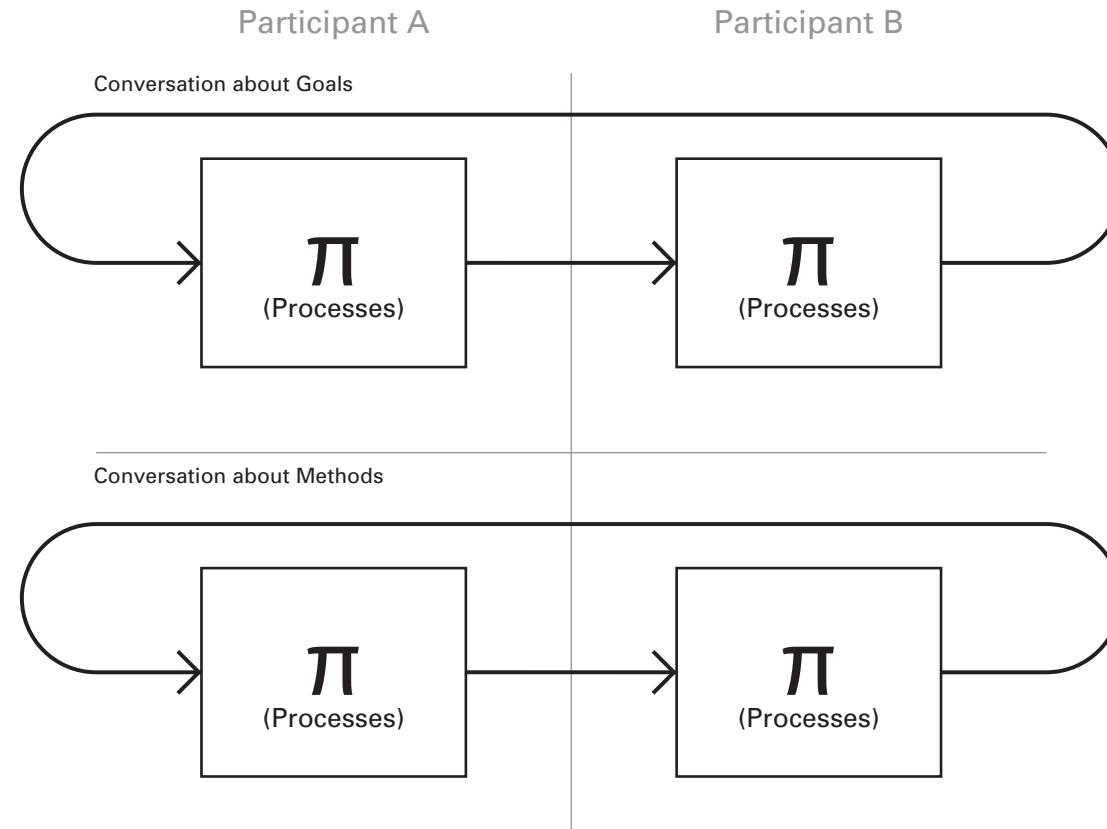 Participant A
Participant B
Conversation about Goals
π
(Processes)
π
(Processes)
Conversation about Methods
π
(Processes)
π
(Processes)